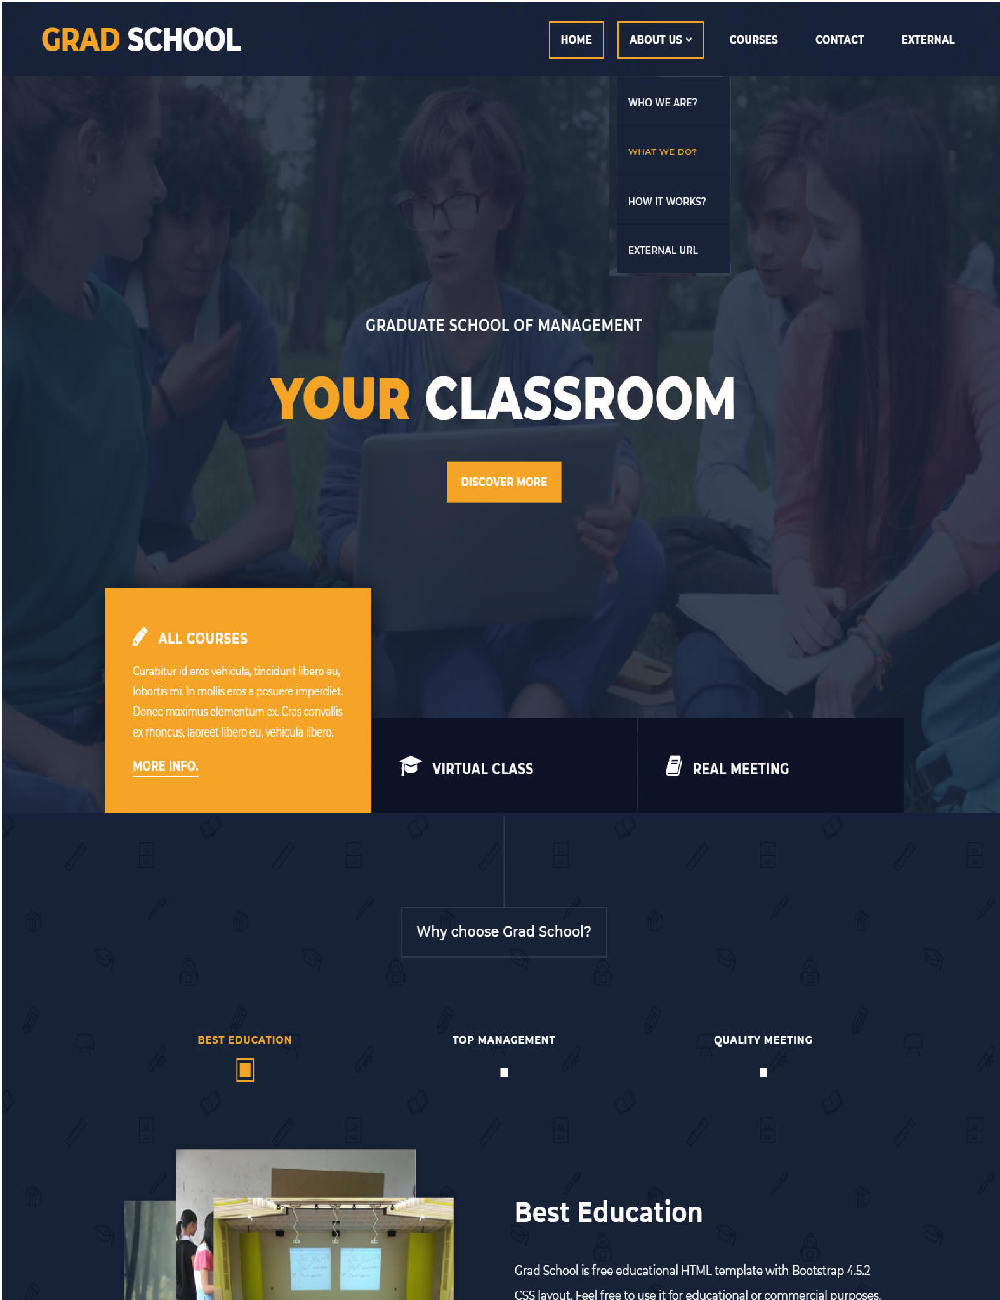 GRAD SCHOOL
HOME
ABOUT US
COURSES
CONTACT
EXTERNAL
WHO WE ARE?
WHAT WE DO?
HOW IT WORKS?
EXTERNAL URL
GRADUATE SCHOOL OF MANAGEMENT
YOUR CLASSROOM
DISCOVER MORE
ALL COURSES
Curabitur id eros vehicula, tincidunt libero eu,
lobortis mi. In mollis eros a posuere imperdiet.
Donec maximus elementum ex. Cras convallis
ex rhoncus, laoreet libero eu, vehicula libero.
MORE INFO.
VIRTUAL CLASS
REAL MEETING
Why choose Grad School?
BEST EDUCATION
TOP MANAGEMENT
QUALITY MEETING
Best Education
Grad School is free educational HTML template with Bootstrap 4.5.2
CSS layout. Feel free to use it for educational or commercial purposes.